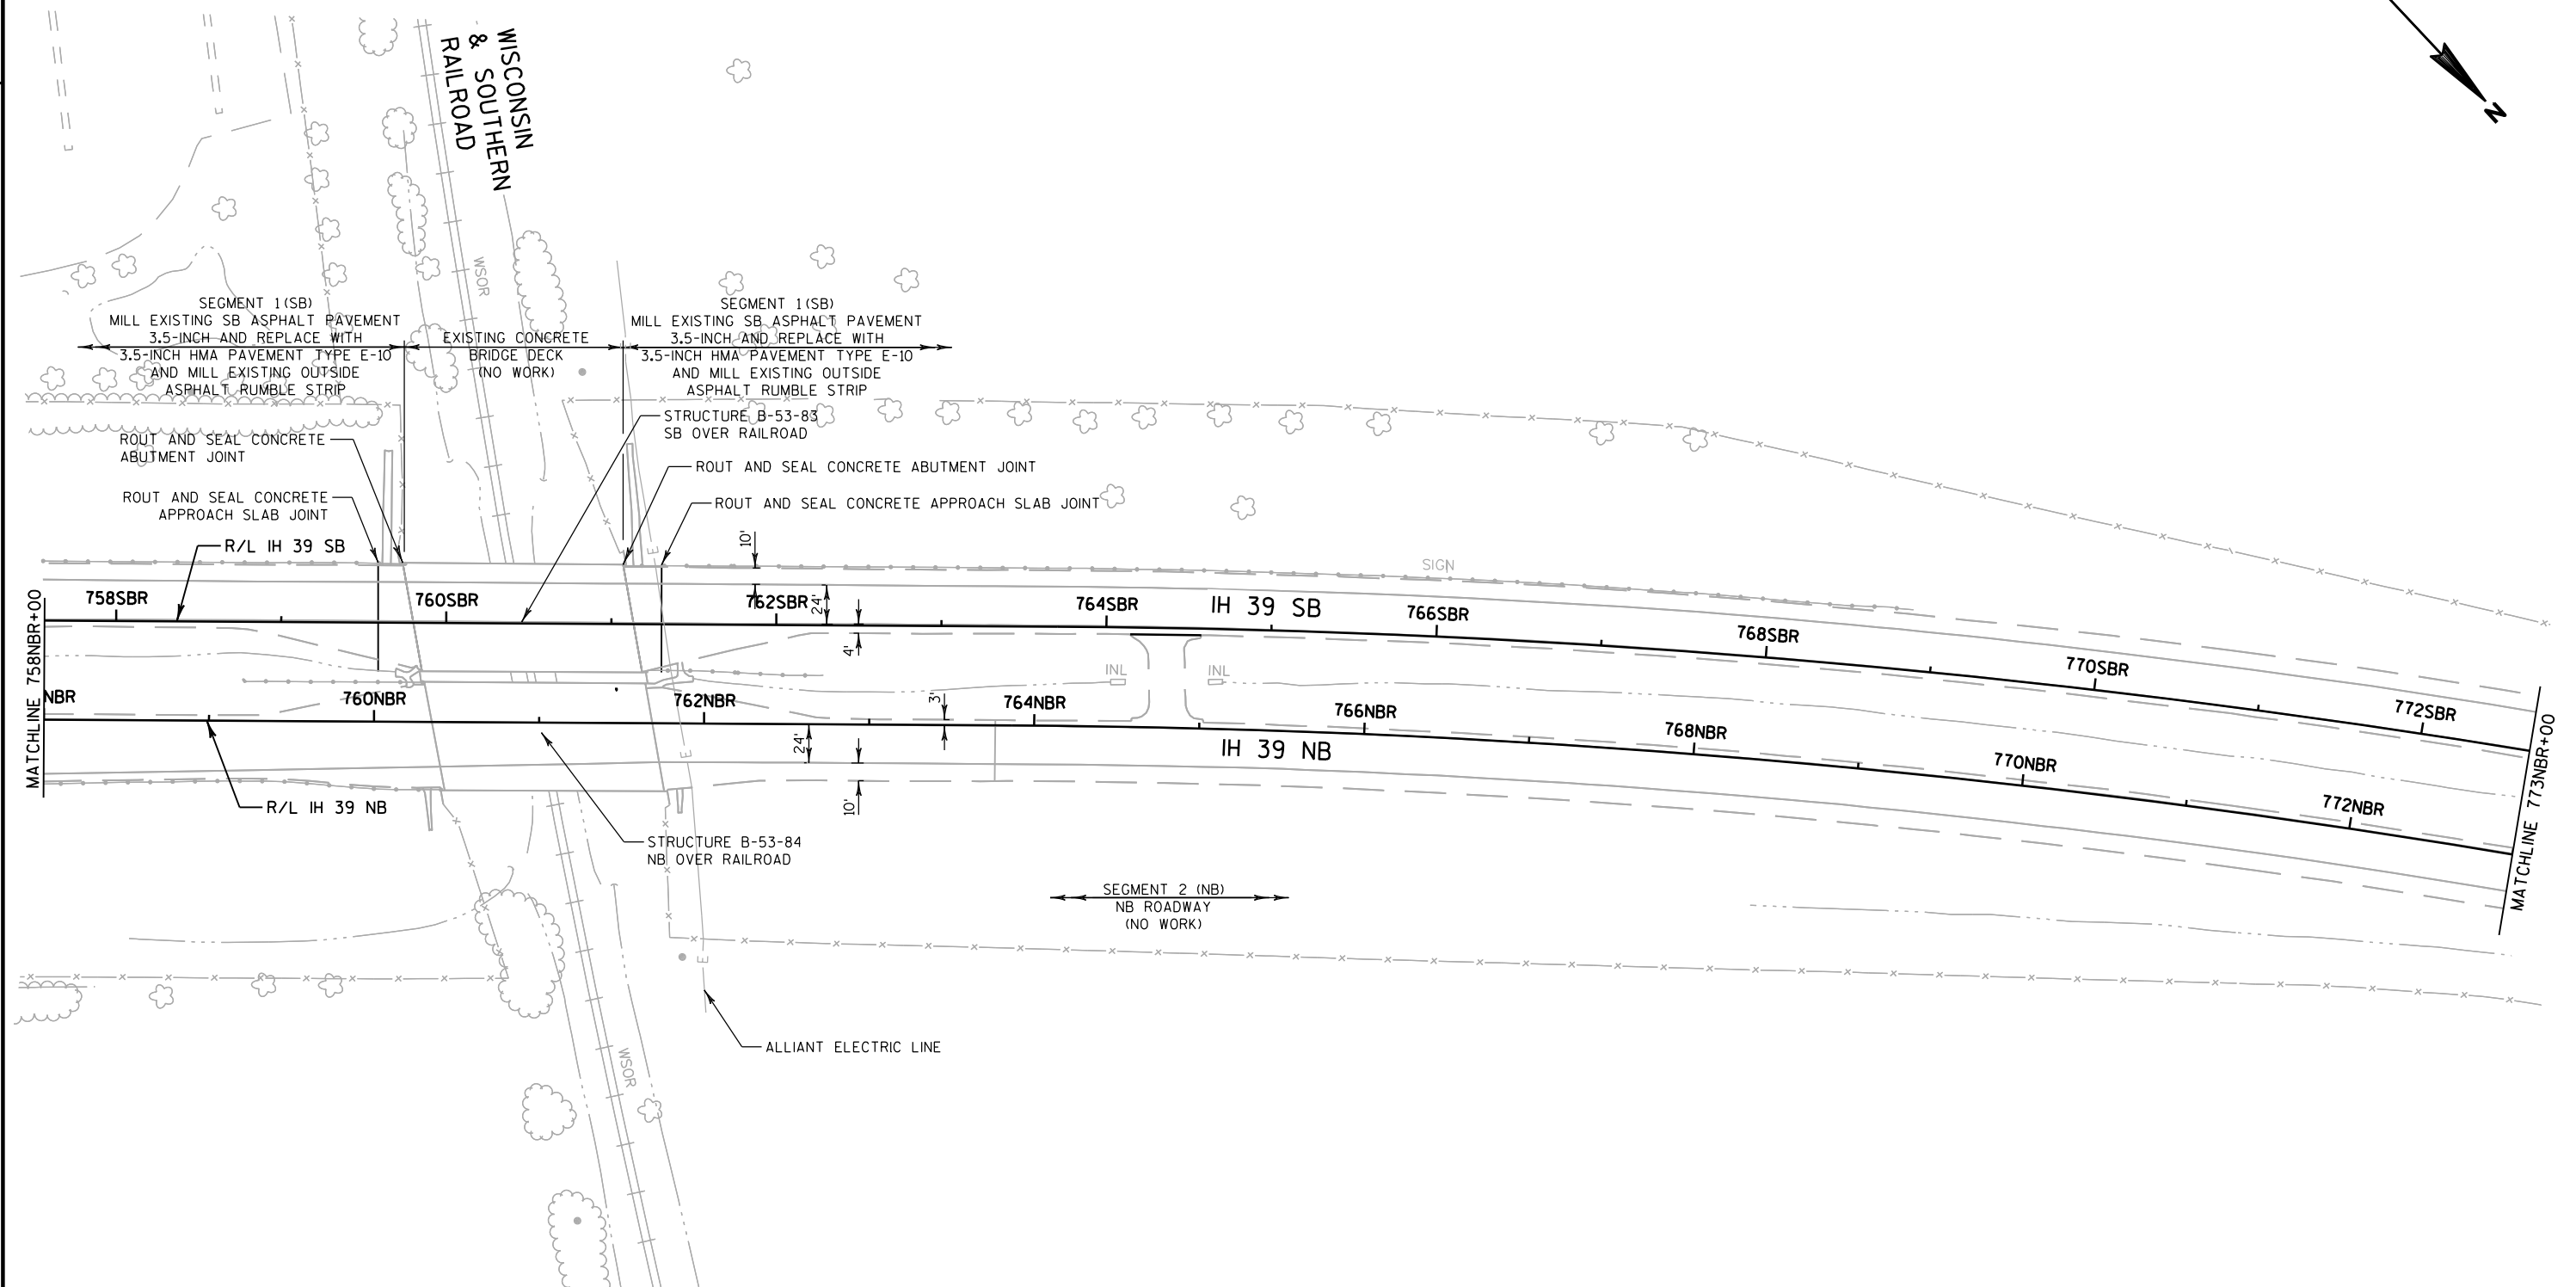 N
WISCONSIN
& SOUTHERN
RAILROAD
WSOR
SEGMENT 1 (SB)
MILL EXISTING SB ASPHALT PAVEMENT
3.5-INCH AND REPLACE WITH
3.5-INCH HMA PAVEMENT TYPE E-10
AND MILL EXISTING OUTSIDE
ASPHALT RUMBLE STRIP
EXISTING CONCRETE
BRIDGE DECK
(NO WORK)
SEGMENT 1 (SB)
MILL EXISTING SB ASPHALT PAVEMENT
3.5-INCH AND REPLACE WITH
3.5-INCH HMA PAVEMENT TYPE E-10
AND MILL EXISTING OUTSIDE
ASPHALT RUMBLE STRIP
STRUCTURE B-53-83
SB OVER RAILROAD
ROUT AND SEAL CONCRETE
ABUTMENT JOINT
ROUT AND SEAL CONCRETE ABUTMENT JOINT
ROUT AND SEAL CONCRETE
APPROACH SLAB JOINT
ROUT AND SEAL CONCRETE APPROACH SLAB JOINT
R/L IH 39 SB
E
10'
SIGN
MATCHLINE 758NBR+00
758SBR
760SBR
762SBR
24'
764SBR
IH 39 SB
766SBR
768SBR
770SBR
772SBR
4'
INL
INL
NBR
760NBR
762NBR
3'
764NBR
766NBR
768NBR
770NBR
772NBR
MATCHLINE 773NBR+00
24'
E
IH 39 NB
10'
R/L IH 39 NB
STRUCTURE B-53-84
NB OVER RAILROAD
SEGMENT 2 (NB)
NB ROADWAY
(NO WORK)
E
ALLIANT ELECTRIC LINE
WSOR